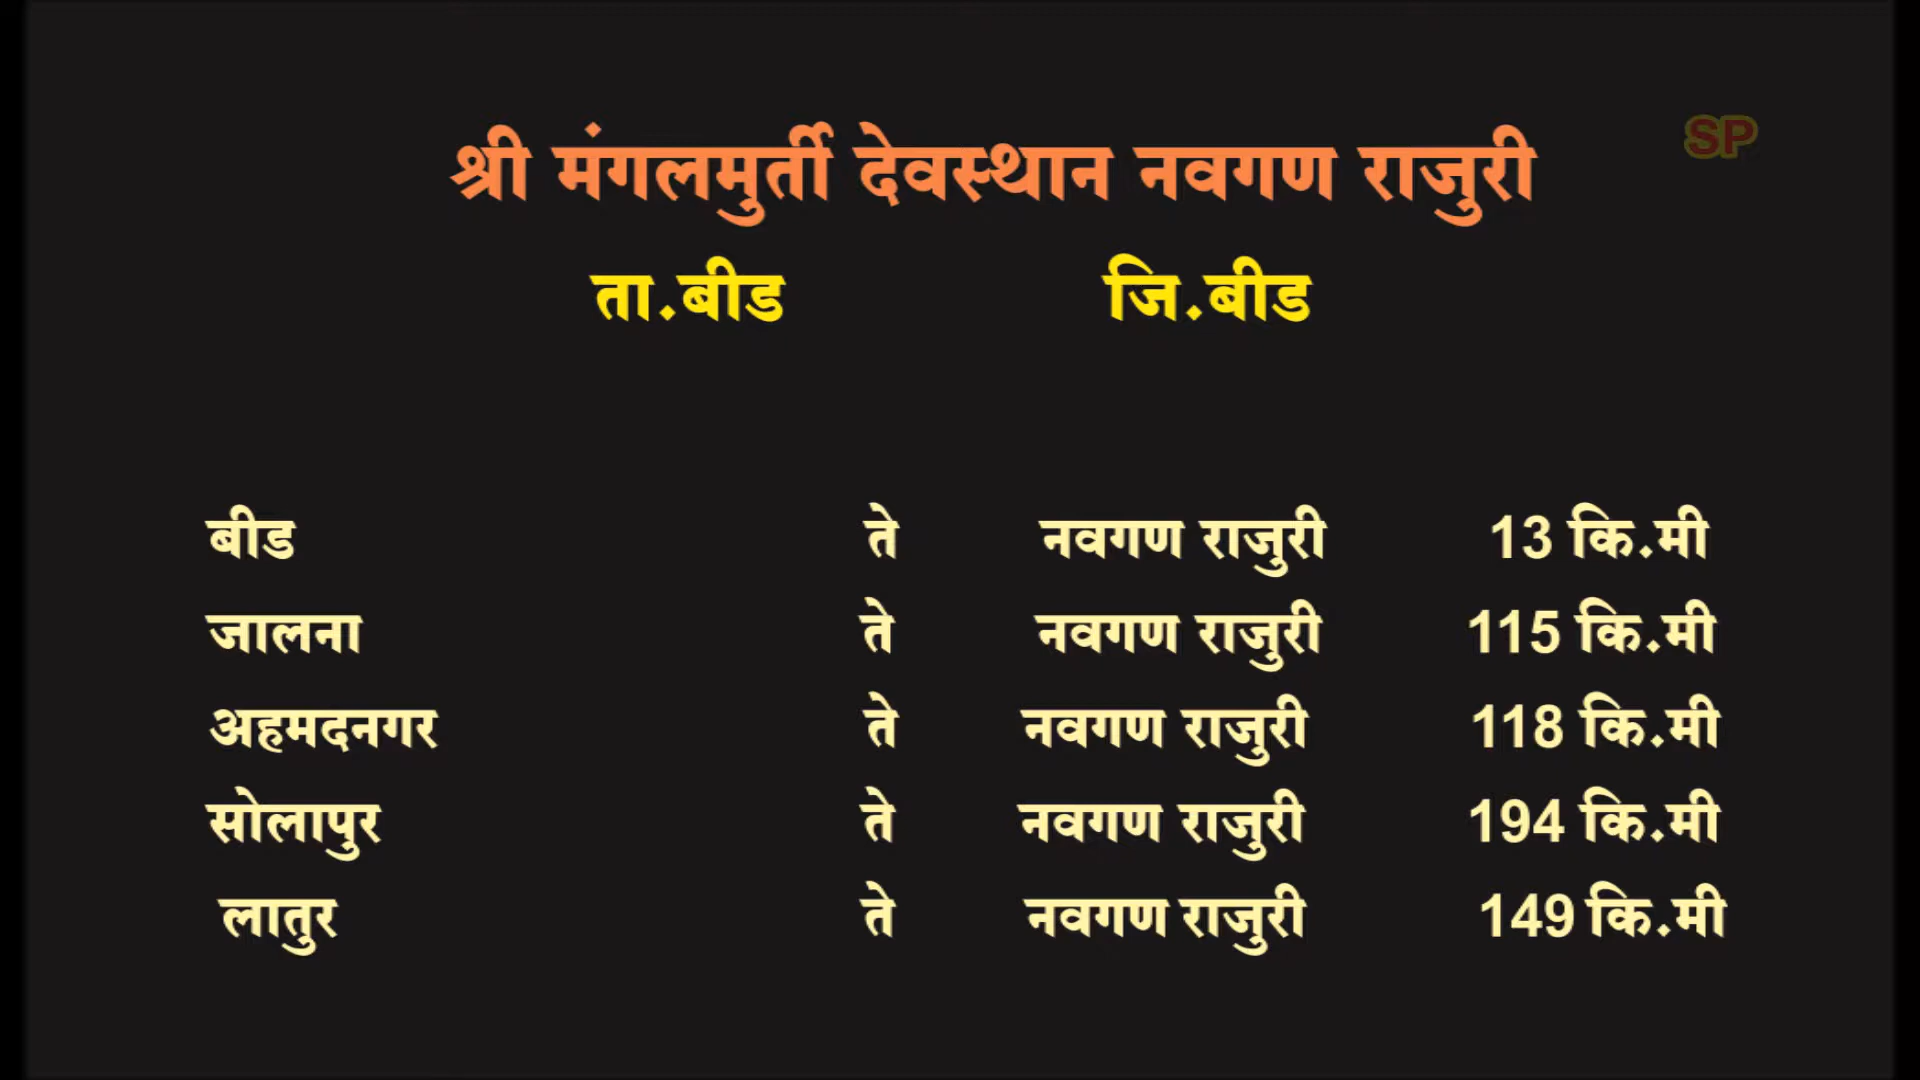 SP
श्री मंगलमुर्ती देवस्थान नवगण राजुरी
ता.बीड जि.बीड
बीड ते नवगण राजुरी 13 कि.मी
जालना ते नवगण राजुरी 115 कि.मी
अहमदनगर ते नवगण राजुरी 118 कि.मी
सोलापुर ते नवगण राजुरी 194 कि.मी
लातुर ते नवगण राजुरी 149 कि.मी